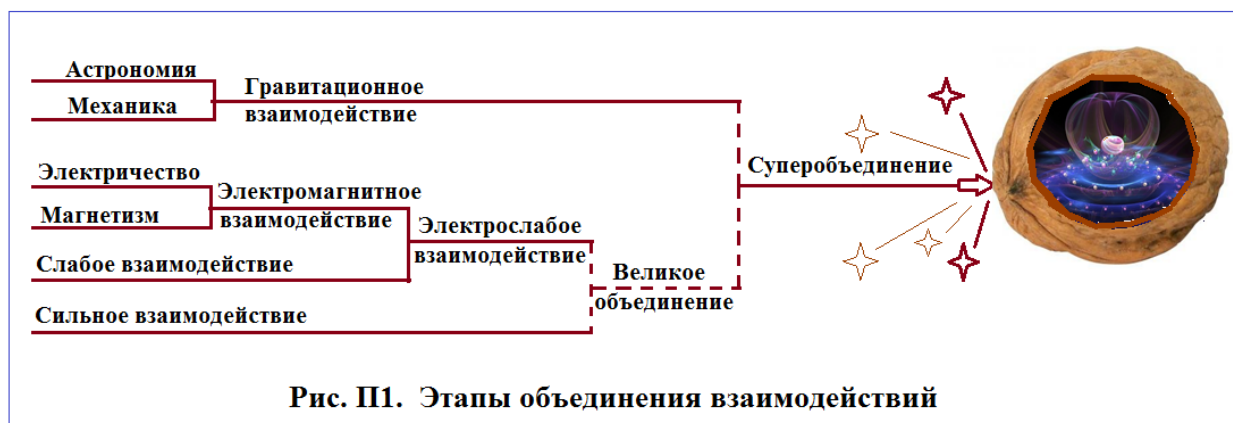 Астрономия
Механика
Гравитационное
взаимодействие
Электричество
Магнетизм
Электромагнитное
взаимодействие
Слабое взаимодействие
Электрослабое
взаимодействие
Сильное взаимодействие
Великое
объединение
Суперобъединение
Рис. П1. Этапы объединения взаимодействий